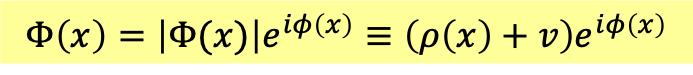 Φ(x) = |Φ(x)|e^{iϕ(x)} ≡ (ρ(x) + v)e^{iϕ(x)}